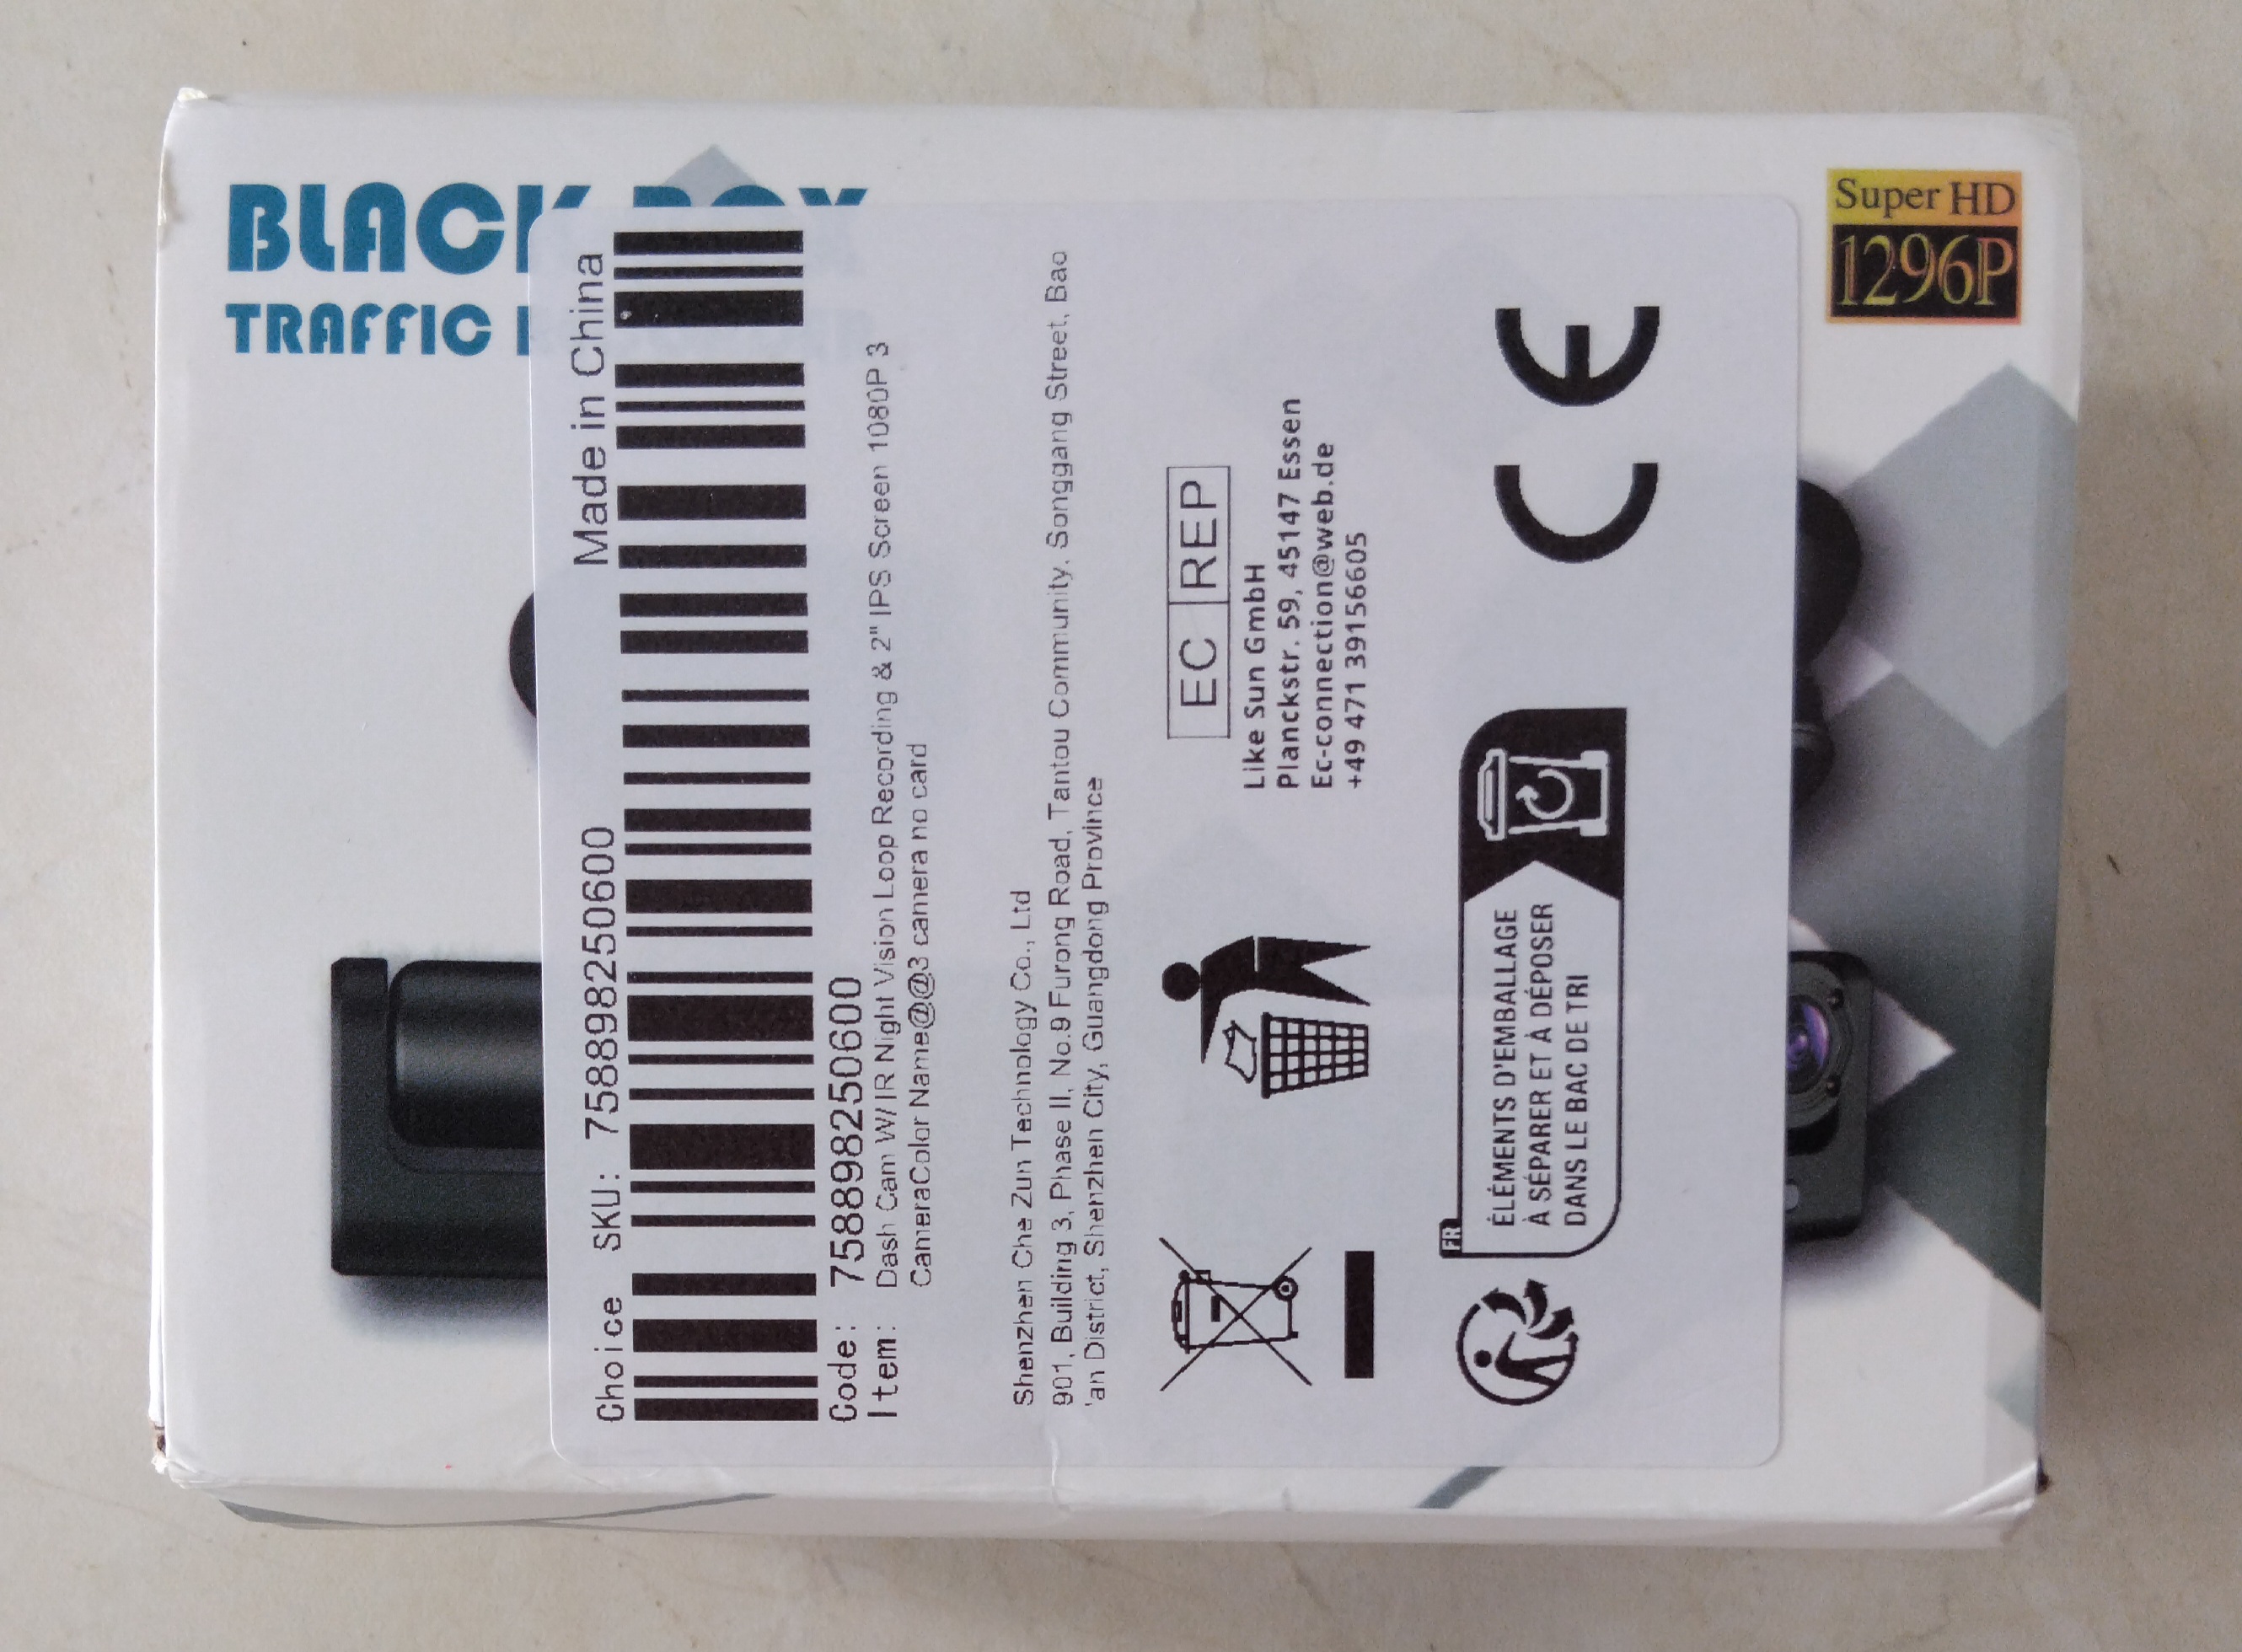 BLACK BOX
TRAFFIC
Super HD
1296P
Made in China
Choice SKU: 758898250600
Code: 758898250600
Item: Dash Cam W/IR Night Vision Loop Recording & 2" IPS Screen 1080P 3
CameraColor Name@@3 camera no card
Shenzhen Che Zun Technology Co., Ltd
901, Building 3, Phase II, No.9 Furong Road, Tantou Community, Songgang Street, Bao
'an District, Shenzhen City, Guangdong Province
EC REP
Like Sun GmbH
Planckstr. 59, 45147 Essen
Ec-connection@web.de
+49 471 39156605
CE
FR
ÉLÉMENTS D'EMBALLAGE
À SÉPARER ET À DÉPOSER
DANS LE BAC DE TRI